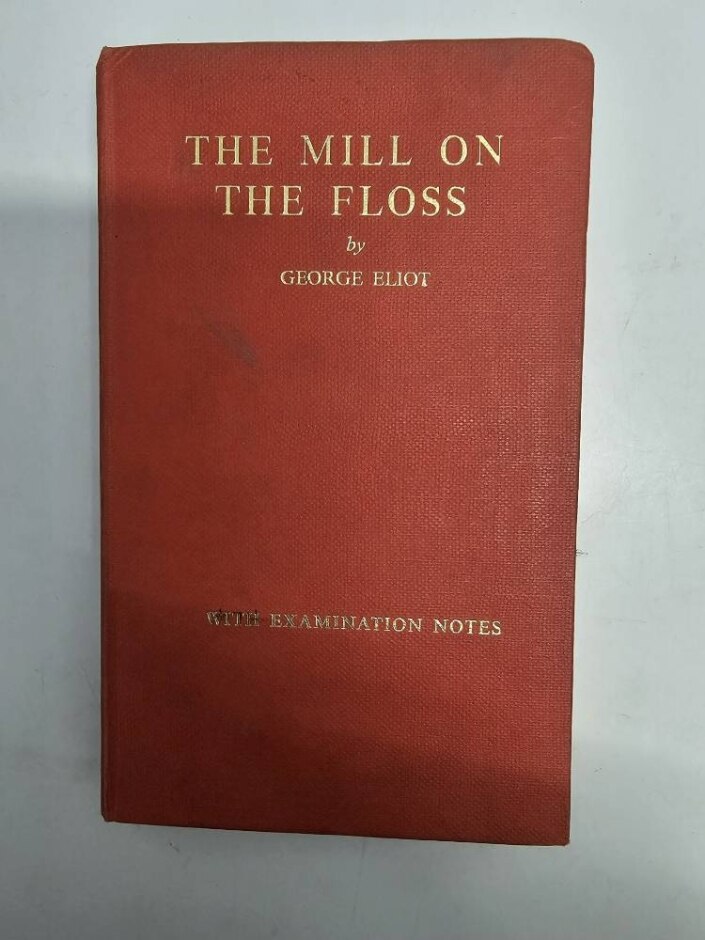 THE MILL ON
THE FLOSS
by
GEORGE ELIOT
WITH EXAMINATION NOTES